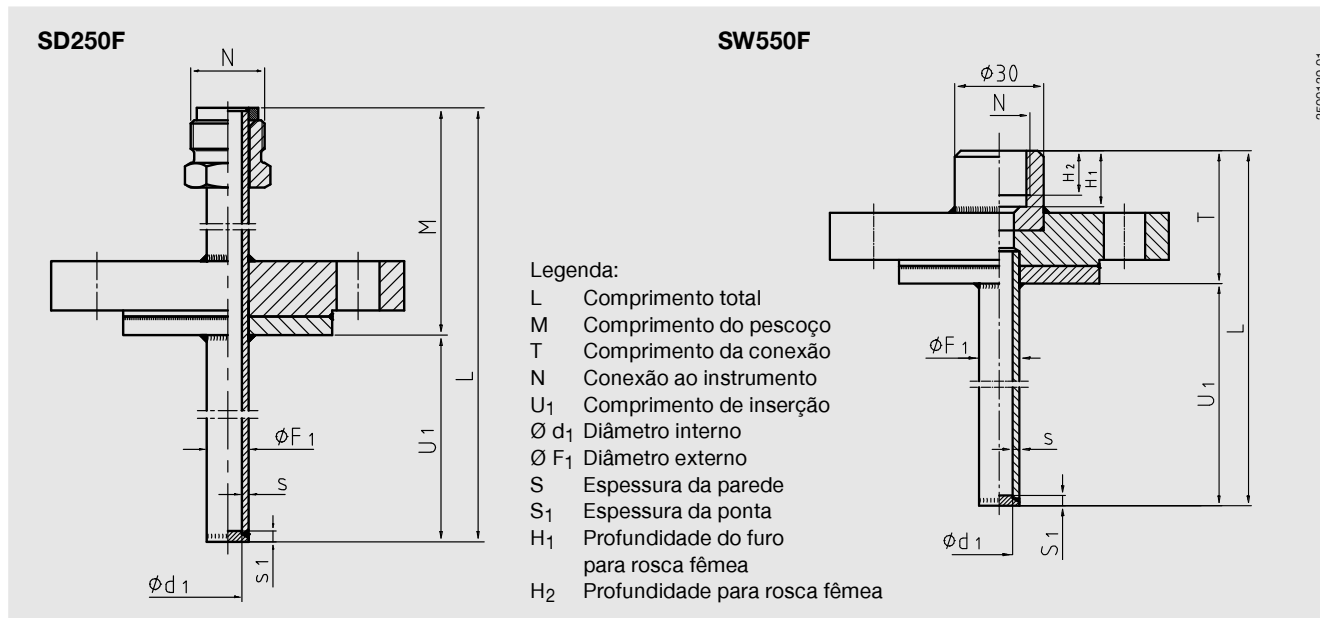 SD250F
N
M
L
U1
ØF1
s
s1
Ød1
Legenda:
L Comprimento total
M Comprimento do pescoço
T Comprimento da conexão
N Conexão ao instrumento
U1 Comprimento de inserção
Ø d1 Diâmetro interno
Ø F1 Diâmetro externo
S Espessura da parede
S1 Espessura da ponta
H1 Profundidade do furo
para rosca fêmea
H2 Profundidade para rosca fêmea
SW550F
Ø30
N
H2
H1
T
L
ØF1
U1
s
S1
Ød1